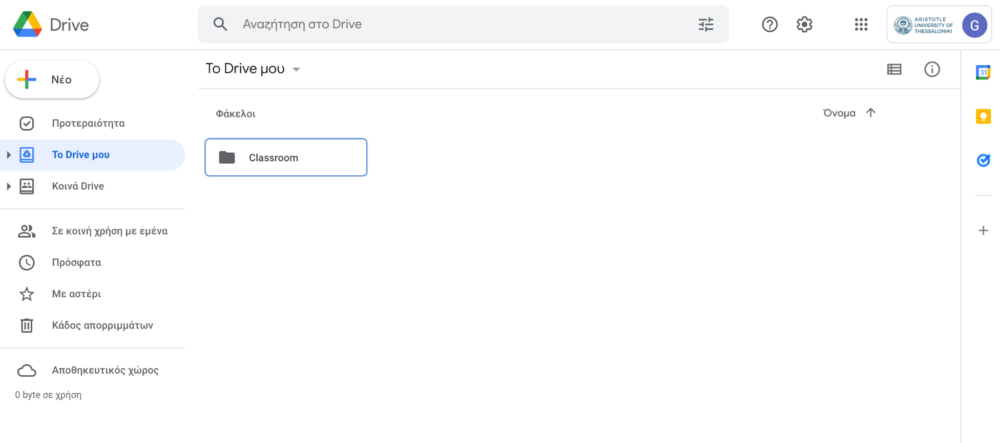 Drive
Αναζήτηση στο Drive
ARISTOTLE
UNIVERSITY OF
THESSALONIKI
G
Νέο
Το Drive μου
31
Προτεραιότητα
Φάκελοι
Όνομα
Το Drive μου
Classroom
Κοινά Drive
Σε κοινή χρήση με εμένα
Πρόσφατα
Με αστέρι
Κάδος απορριμμάτων
Αποθηκευτικός χώρος
0 byte σε χρήση